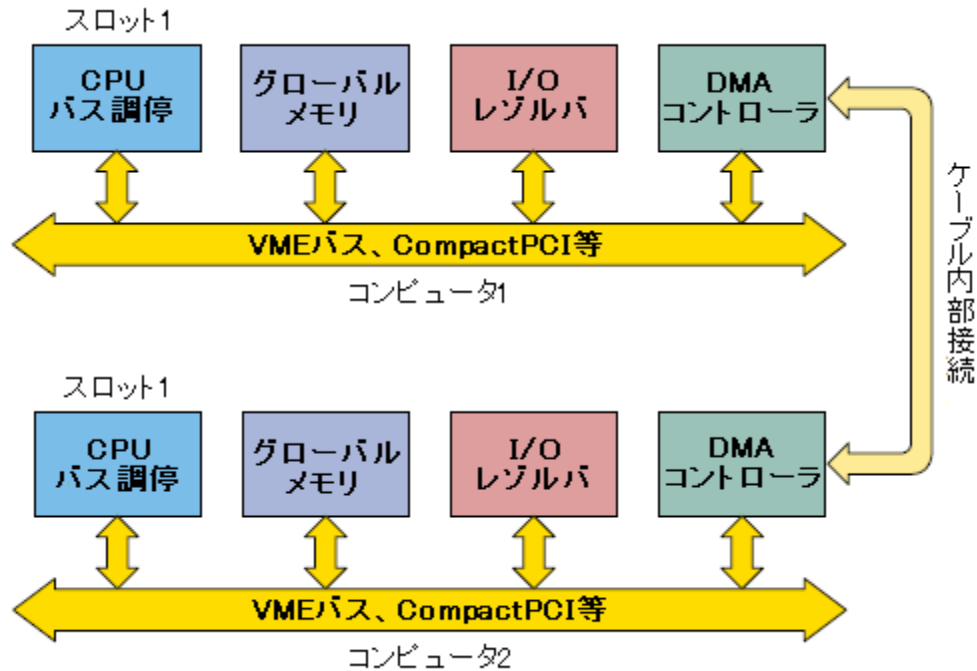 スロット1
CPU
バス調停
グローバル
メモリ
I/O
レゾルバ
DMA
コントローラ
VMEバス、CompactPCI等
コンピュータ1
ケーブル内部接続
スロット1
CPU
バス調停
グローバル
メモリ
I/O
レゾルバ
DMA
コントローラ
VMEバス、CompactPCI等
コンピュータ2